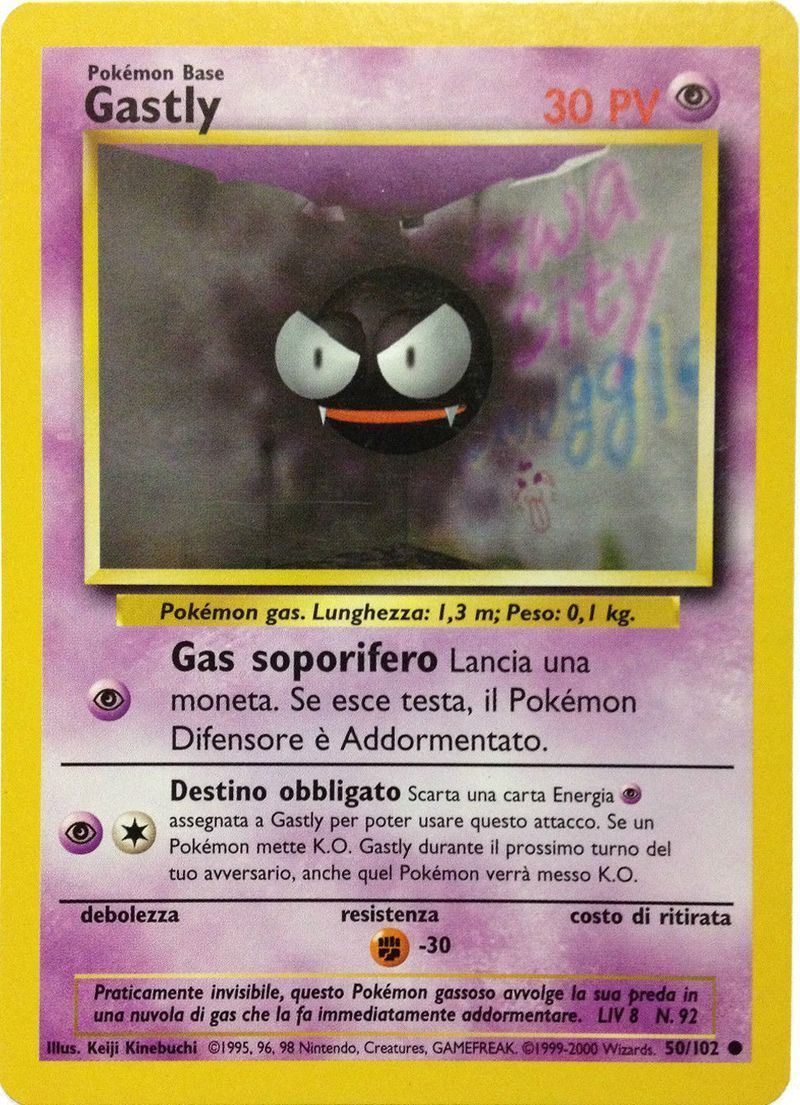 Pokémon Base
Gastly
30 PV
city
Pokémon gas. Lunghezza: 1,3 m; Peso: 0,1 kg.
Gas soporifero Lancia una
moneta. Se esce testa, il Pokémon
Difensore è Addormentato.
Destino obbligato Scarta una carta Energia
assegnata a Gastly per poter usare questo attacco. Se un
Pokémon mette K.O. Gastly durante il prossimo turno del
tuo avversario, anche quel Pokémon verrà messo K.O.
debolezza resistenza costo di ritirata
-30
Praticamente invisibile, questo Pokémon gassoso avvolge la sua preda in
una nuvola di gas che la fa immediatamente addormentare. LIV 8 N. 92
Illus. Keiji Kinebuchi ©1995, 96, 98 Nintendo, Creatures, GAMEFREAK. ©1999-2000 Wizards. 50/102